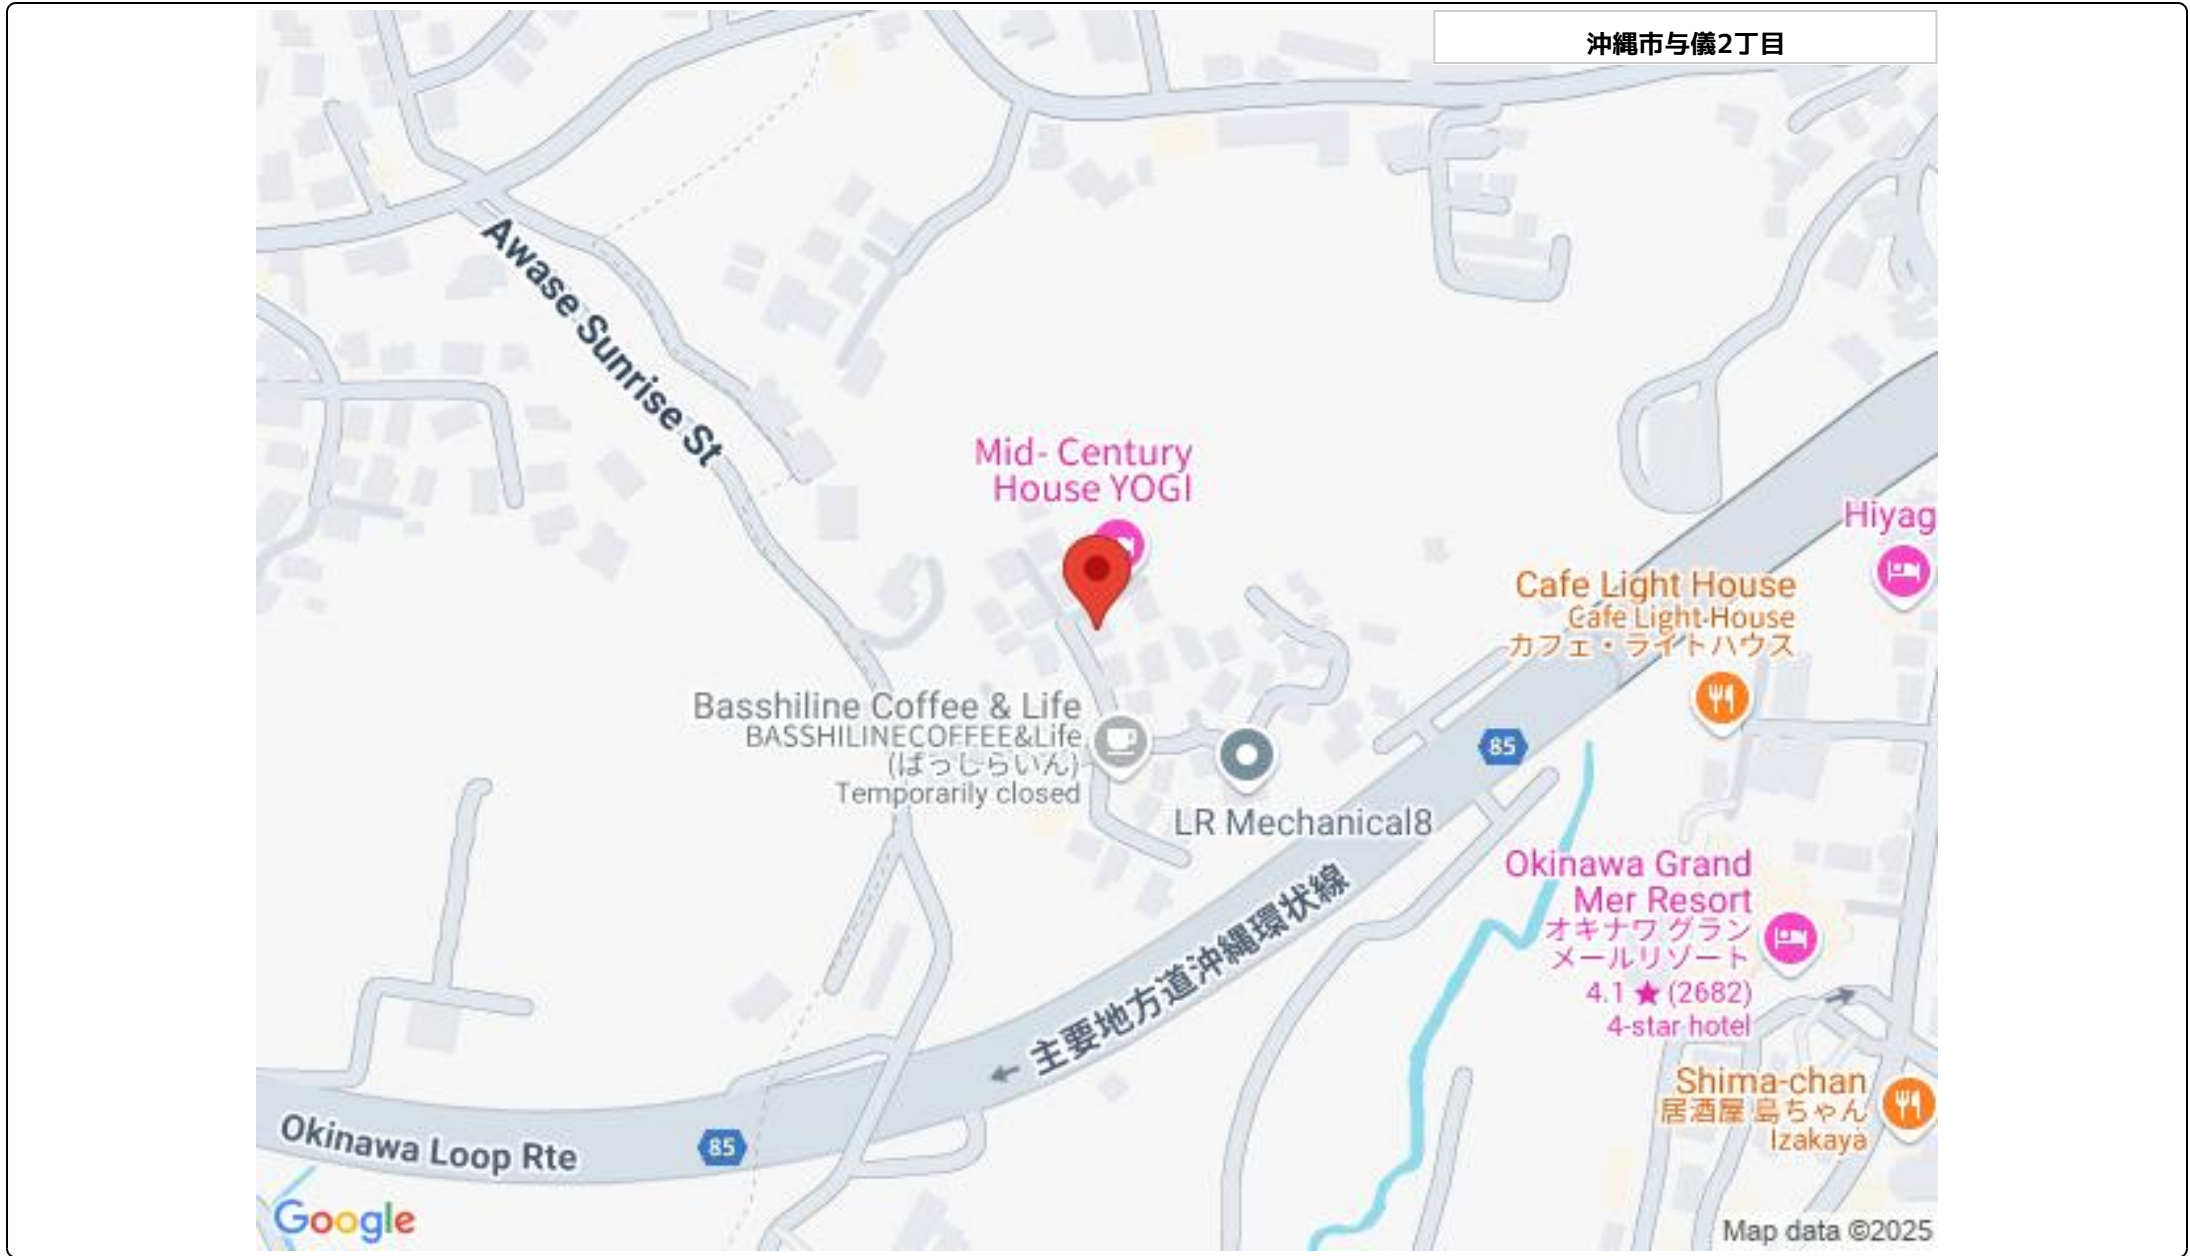 沖縄市与儀2丁目
Awase Sunrise St
Mid- Century
House YOGI
Hiyag
Cafe Light House
Cafe Light House
カフェ・ライトハウス
Basshiline Coffee & Life
BASSHILINECOFFEE&Life
(ばっしらいん)
Temporarily closed
85
LR Mechanical8
Okinawa Grand
Mer Resort
オキナワ グラン
メールリゾート
4.1 ★ (2682)
4-star hotel
← 主要地方道沖縄環状線
Shima-chan
居酒屋 島ちゃん
Izakaya
Okinawa Loop Rte
85
Google
Map data ©2025